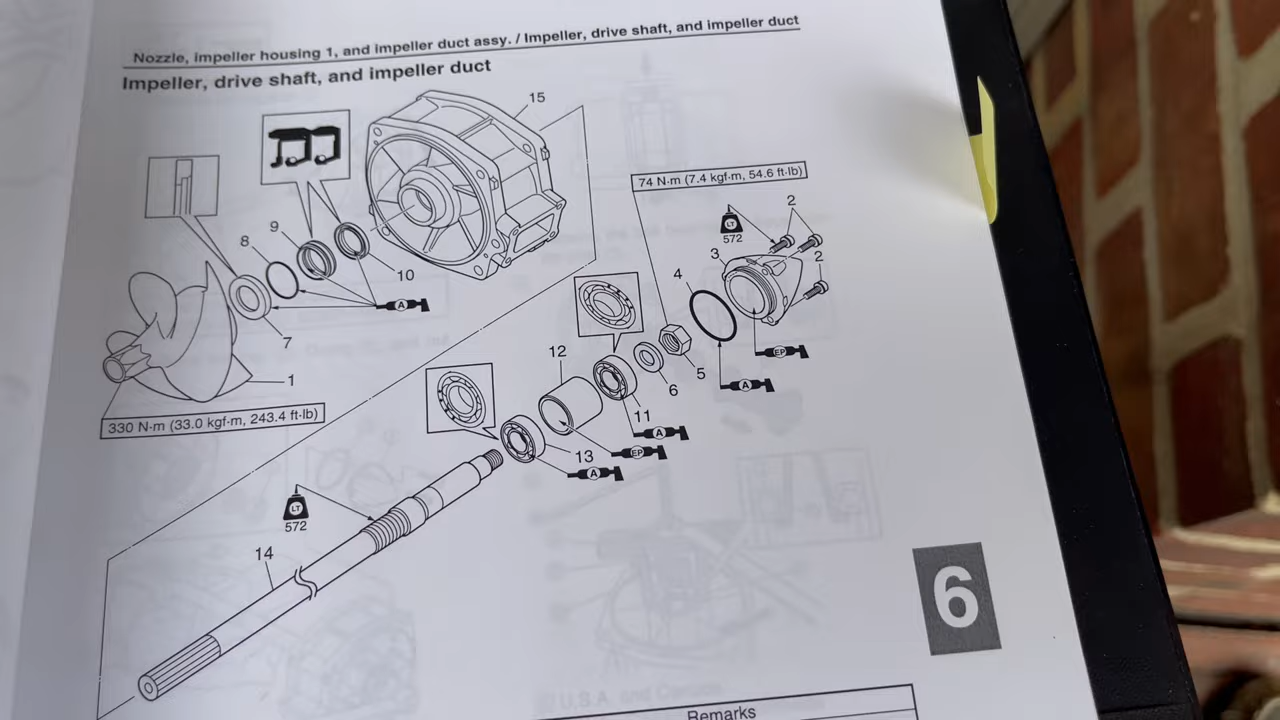 Nozzle, impeller housing 1, and impeller duct assy. / Impeller, drive shaft, and impeller duct
Impeller, drive shaft, and impeller duct
15
74 N·m (7.4 kgf·m, 54.6 ft·lb)
2
LT
572
3
2
9
8
10
4
A
7
12
EP
5
6
A
1
11
330 N·m (33.0 kgf·m, 243.4 ft·lb)
A
13
EP
A
LT
572
14
6
U.S.A. and Canada
Remarks